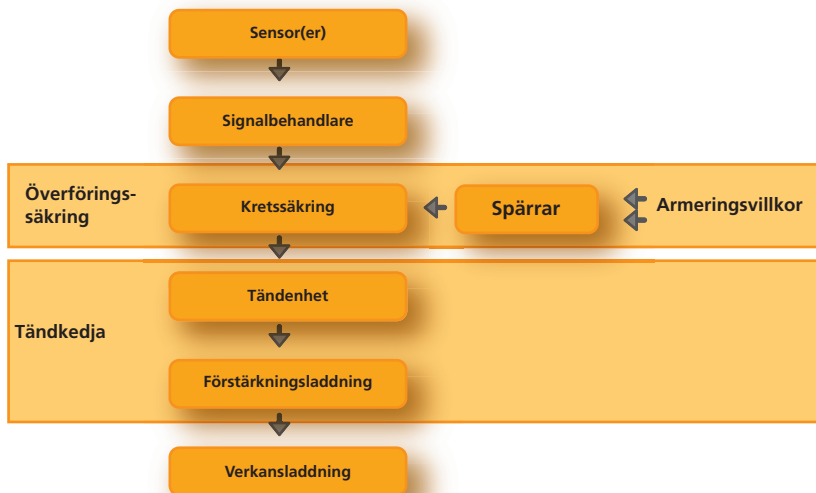 Sensor(er)
Signalbehandlare
Överförings-
säkring
Kretssäkring
Spärrar
Armeringsvillkor
Tändenhet
Tändkedja
Förstärkningsladdning
Verkansladdning